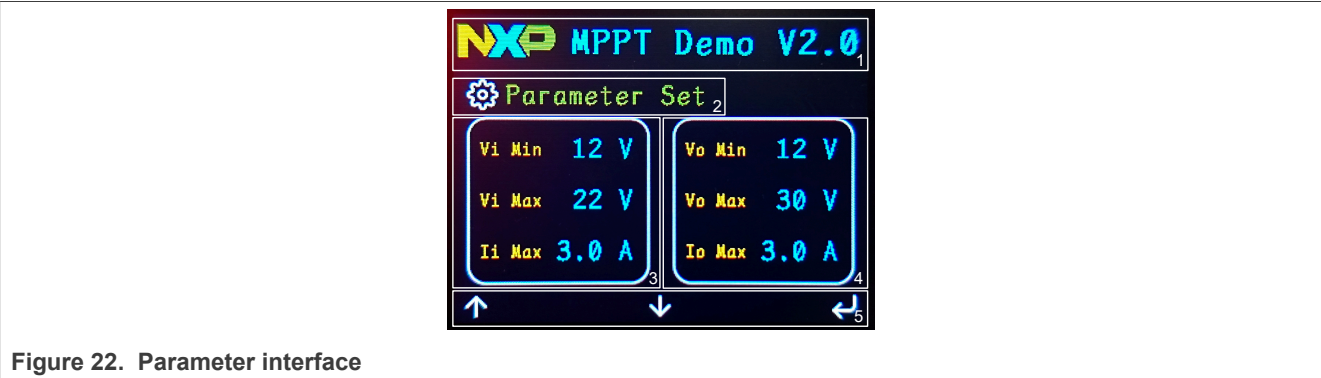 NXP MPPT Demo V2.0
1
Parameter Set
2
Vi Min 12 V
Vi Max 22 V
Ii Max 3.0 A
3
Vo Min 12 V
Vo Max 30 V
Io Max 3.0 A
4
5
Figure 22. Parameter interface